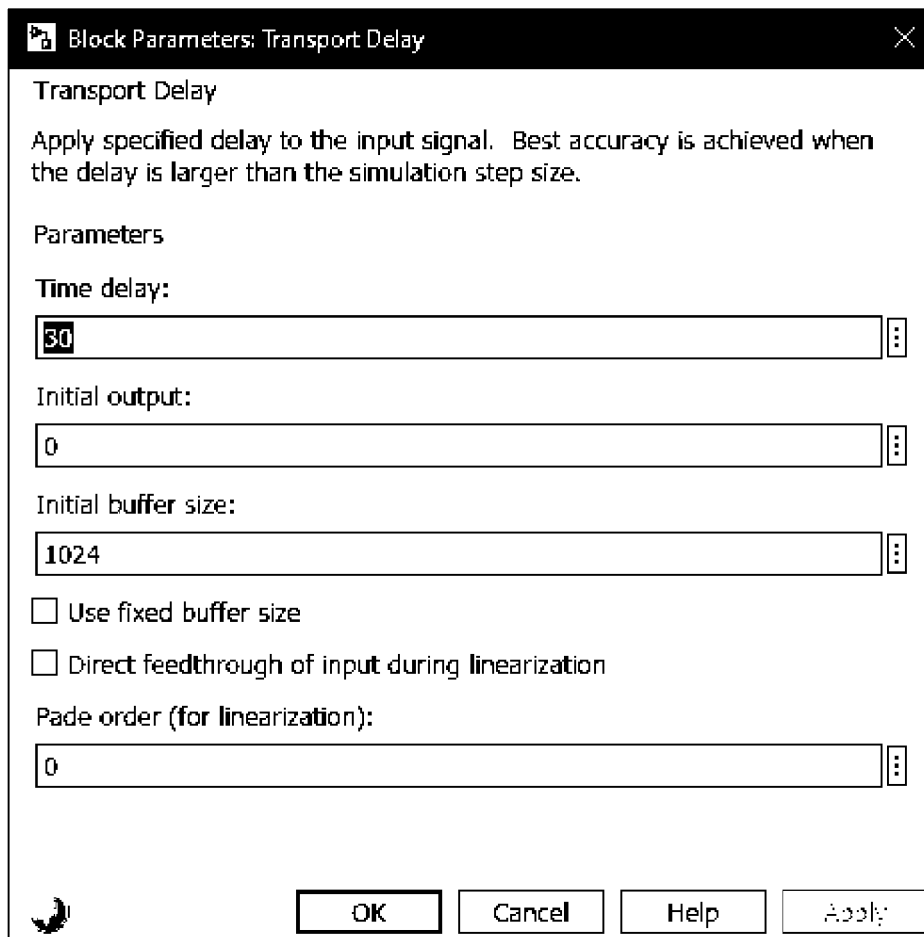 Block Parameters: Transport Delay
Transport Delay
Apply specified delay to the input signal. Best accuracy is achieved when
the delay is larger than the simulation step size.
Parameters
Time delay:
30
Initial output:
0
Initial buffer size:
1024
Use fixed buffer size
Direct feedthrough of input during linearization
Pade order (for linearization):
0
OK Cancel Help Apply